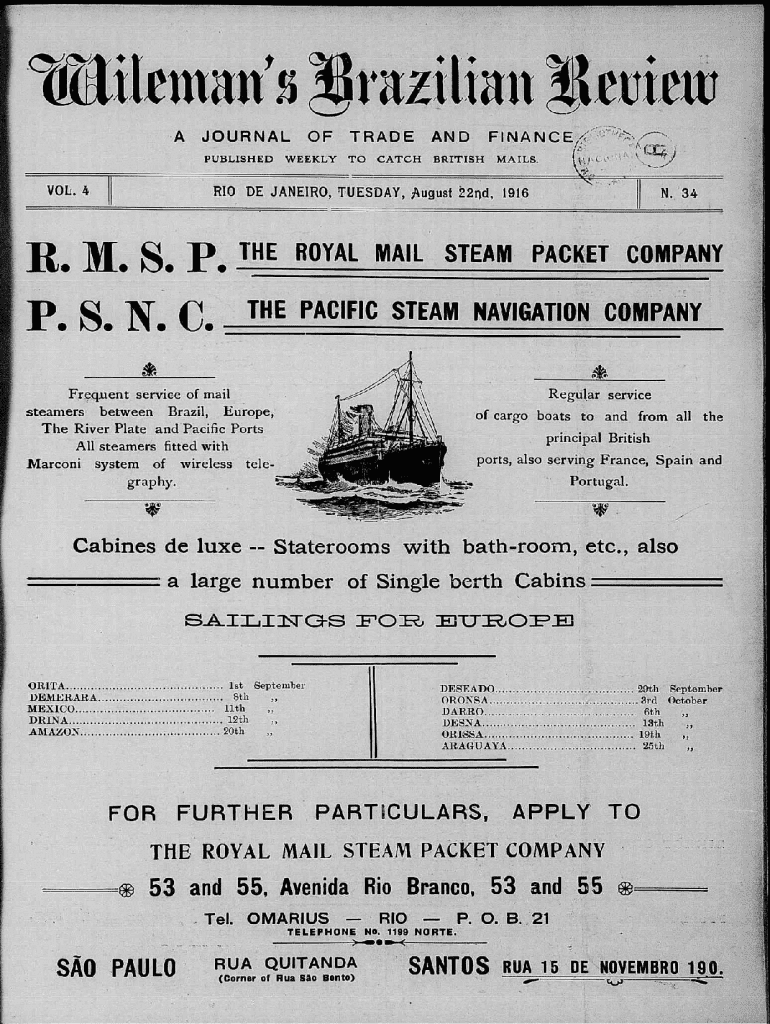 Wileman's Brazilian Review
A JOURNAL OF TRADE AND FINANCE
PUBLISHED WEEKLY TO CATCH BRITISH MAILS.
VOL. 4
RIO DE JANEIRO, TUESDAY, August 22nd, 1916
N. 34
R. M. S. P. THE ROYAL MAIL STEAM PACKET COMPANY
P. S. N. C. THE PACIFIC STEAM NAVIGATION COMPANY
Frequent service of mail
steamers between Brazil, Europe,
The River Plate and Pacific Ports
All steamers fitted with
Marconi system of wireless tele-
graphy.
Regular service
of cargo boats to and from all the
principal British
ports, also serving France, Spain and
Portugal.
Cabines de luxe -- Staterooms with bath-room, etc., also
a large number of Single berth Cabins
SAILINGS FOR EUROPE
ORITA........................................ 1st September
DEMERARA.................................. 8th ,,
MEXICO..................................... 11th ,,
DRINA........................................ 12th ,,
AMAZON..................................... 20th ,,
DESEADO................................... 29th September
ORONSA..................................... 3rd October
DARRO....................................... 6th ,,
DESNA....................................... 13th ,,
ORISSA....................................... 19th ,,
ARAGUAYA................................. 25th ,,
FOR FURTHER PARTICULARS, APPLY TO
THE ROYAL MAIL STEAM PACKET COMPANY
53 and 55, Avenida Rio Branco, 53 and 55
Tel. OMARIUS — RIO — P. O. B. 21
TELEPHONE No. 1199 NORTE.
SÃO PAULO
RUA QUITANDA
(Corner of Rua São Bento)
SANTOS RUA 15 DE NOVEMBRO 190.